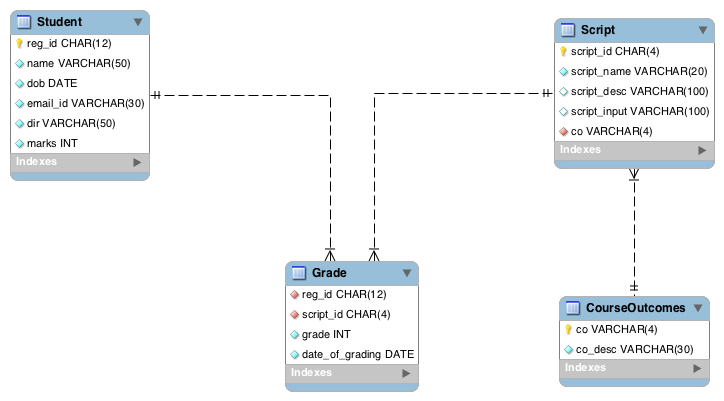 Student
reg_id CHAR(12)
name VARCHAR(50)
dob DATE
email_id VARCHAR(30)
dir VARCHAR(50)
marks INT
Indexes
Script
script_id CHAR(4)
script_name VARCHAR(20)
script_desc VARCHAR(100)
script_input VARCHAR(100)
co VARCHAR(4)
Indexes
Grade
reg_id CHAR(12)
script_id CHAR(4)
grade INT
date_of_grading DATE
Indexes
CourseOutcomes
co VARCHAR(4)
co_desc VARCHAR(30)
Indexes